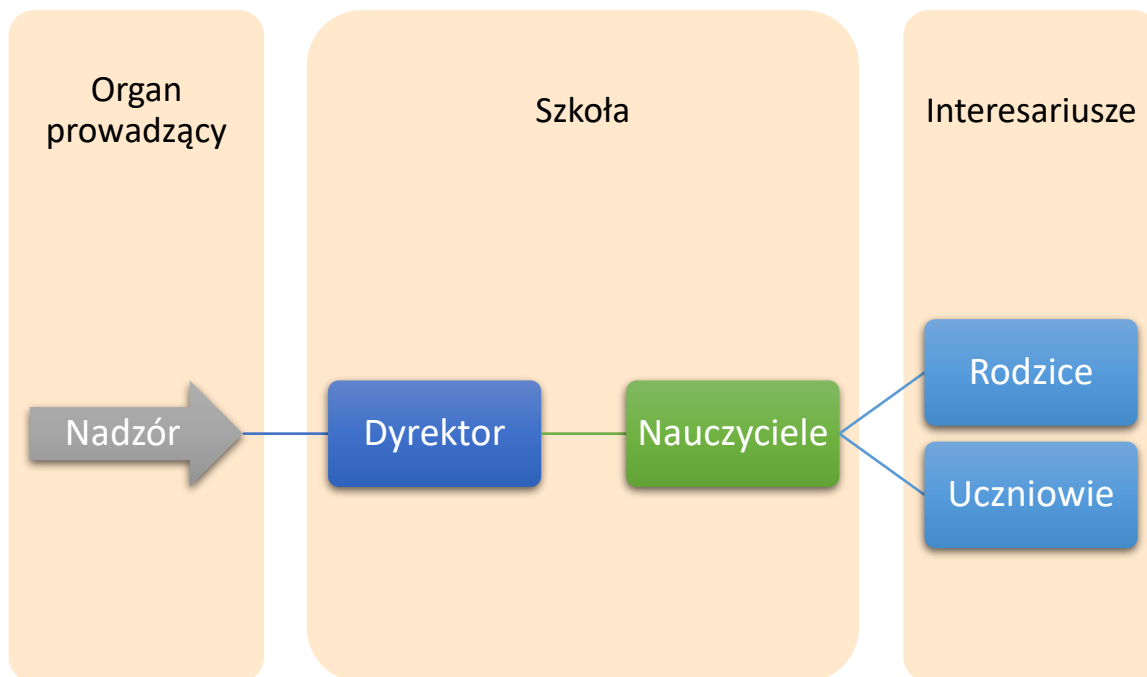 Organ
prowadzący
Szkoła
Interesariusze
Nadzór
Dyrektor
Nauczyciele
Rodzice
Uczniowie